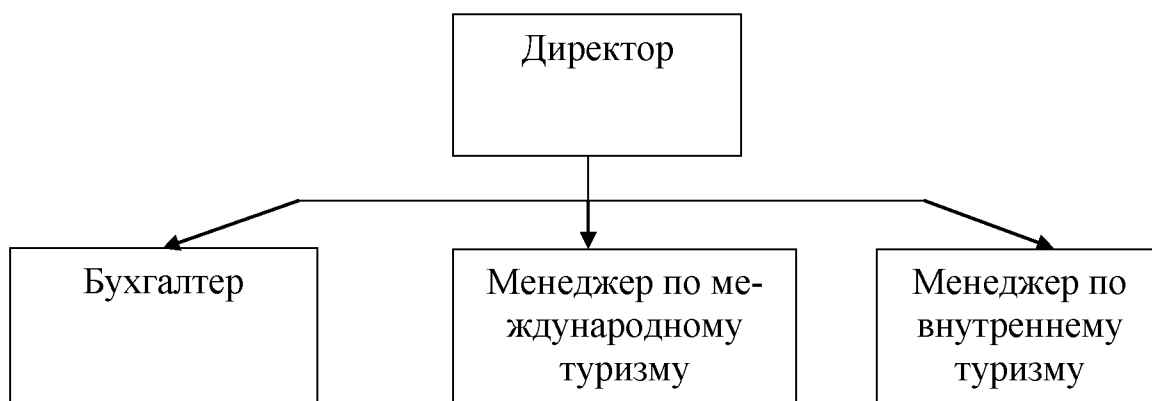 Директор
Бухгалтер
Менеджер по ме-
ждународному
туризму
Менеджер по
внутреннему
туризму